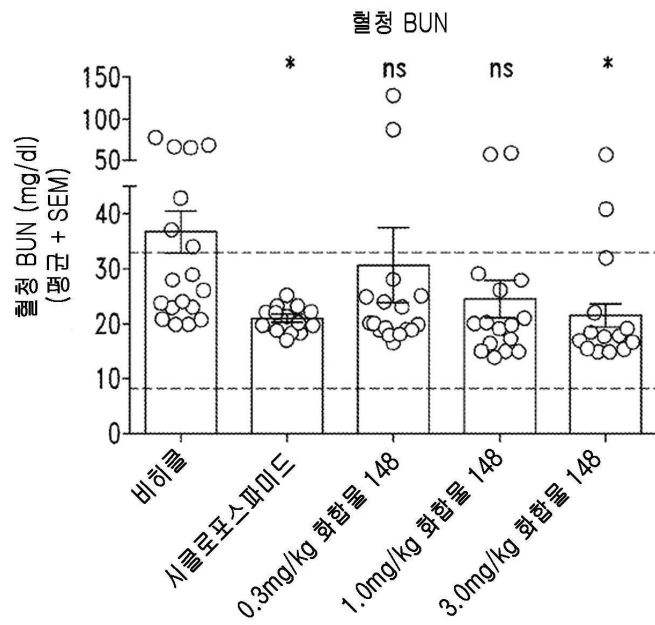 혈청 BUN
* ns ns *
혈청 BUN (mg/dl)
(평균 + SEM)
150
100
50
40
30
20
10
0
비히클
시클로포스파미드
0.3mg/kg 화합물 148
1.0mg/kg 화합물 148
3.0mg/kg 화합물 148